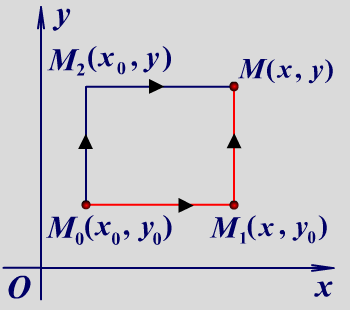 y
M₂(x₀, y)
M(x, y)
M₀(x₀, y₀)
M₁(x, y₀)
O
x